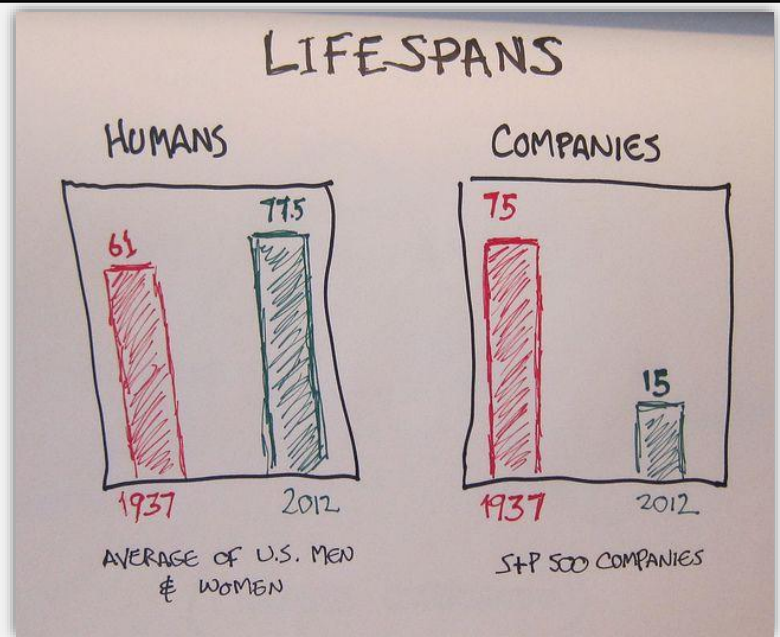 LIFESPANS
HUMANS
61
77.5
1937
2012
AVERAGE OF U.S. MEN
& WOMEN
COMPANIES
75
15
1937
2012
S+P 500 COMPANIES